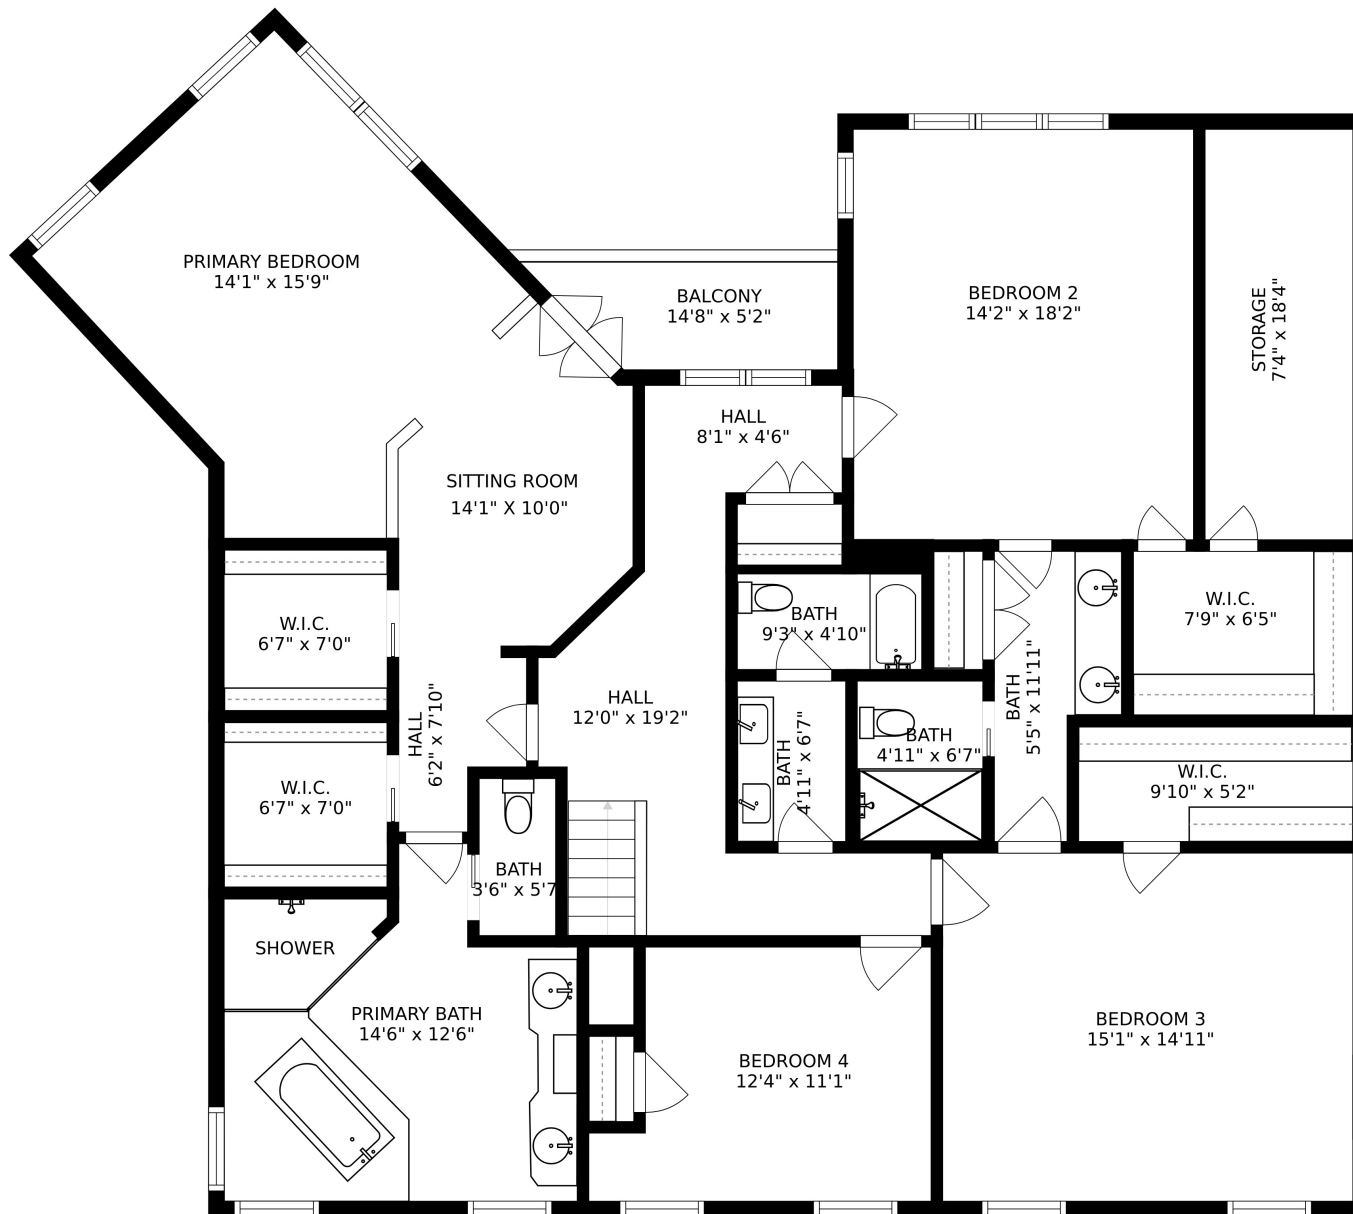 PRIMARY BEDROOM
14'1" x 15'9"
BALCONY
14'8" x 5'2"
BEDROOM 2
14'2" x 18'2"
STORAGE
7'4" x 18'4"
HALL
8'1" x 4'6"
SITTING ROOM
14'1" X 10'0"
W.I.C.
6'7" x 7'0"
BATH
9'3" x 4'10"
W.I.C.
7'9" x 6'5"
HALL
6'2" x 7'10"
HALL
12'0" x 19'2"
BATH
4'11" x 6'7"
BATH
4'11" x 6'7"
BATH
5'5" x 11'11"
W.I.C.
9'10" x 5'2"
W.I.C.
6'7" x 7'0"
BATH
3'6" x 5'7
SHOWER
PRIMARY BATH
14'6" x 12'6"
BEDROOM 4
12'4" x 11'1"
BEDROOM 3
15'1" x 14'11"